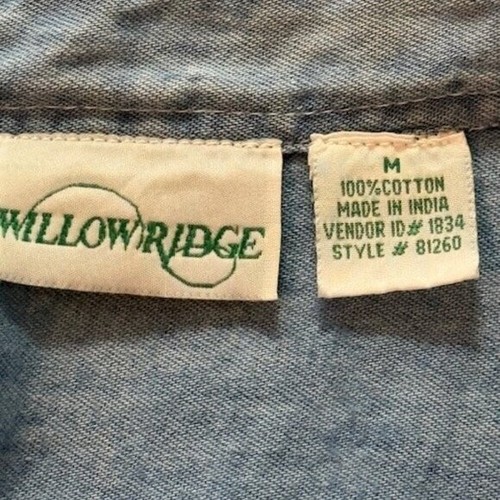 WILLOWRIDGE
M
100%COTTON
MADE IN INDIA
VENDOR ID# 1834
STYLE # 81260